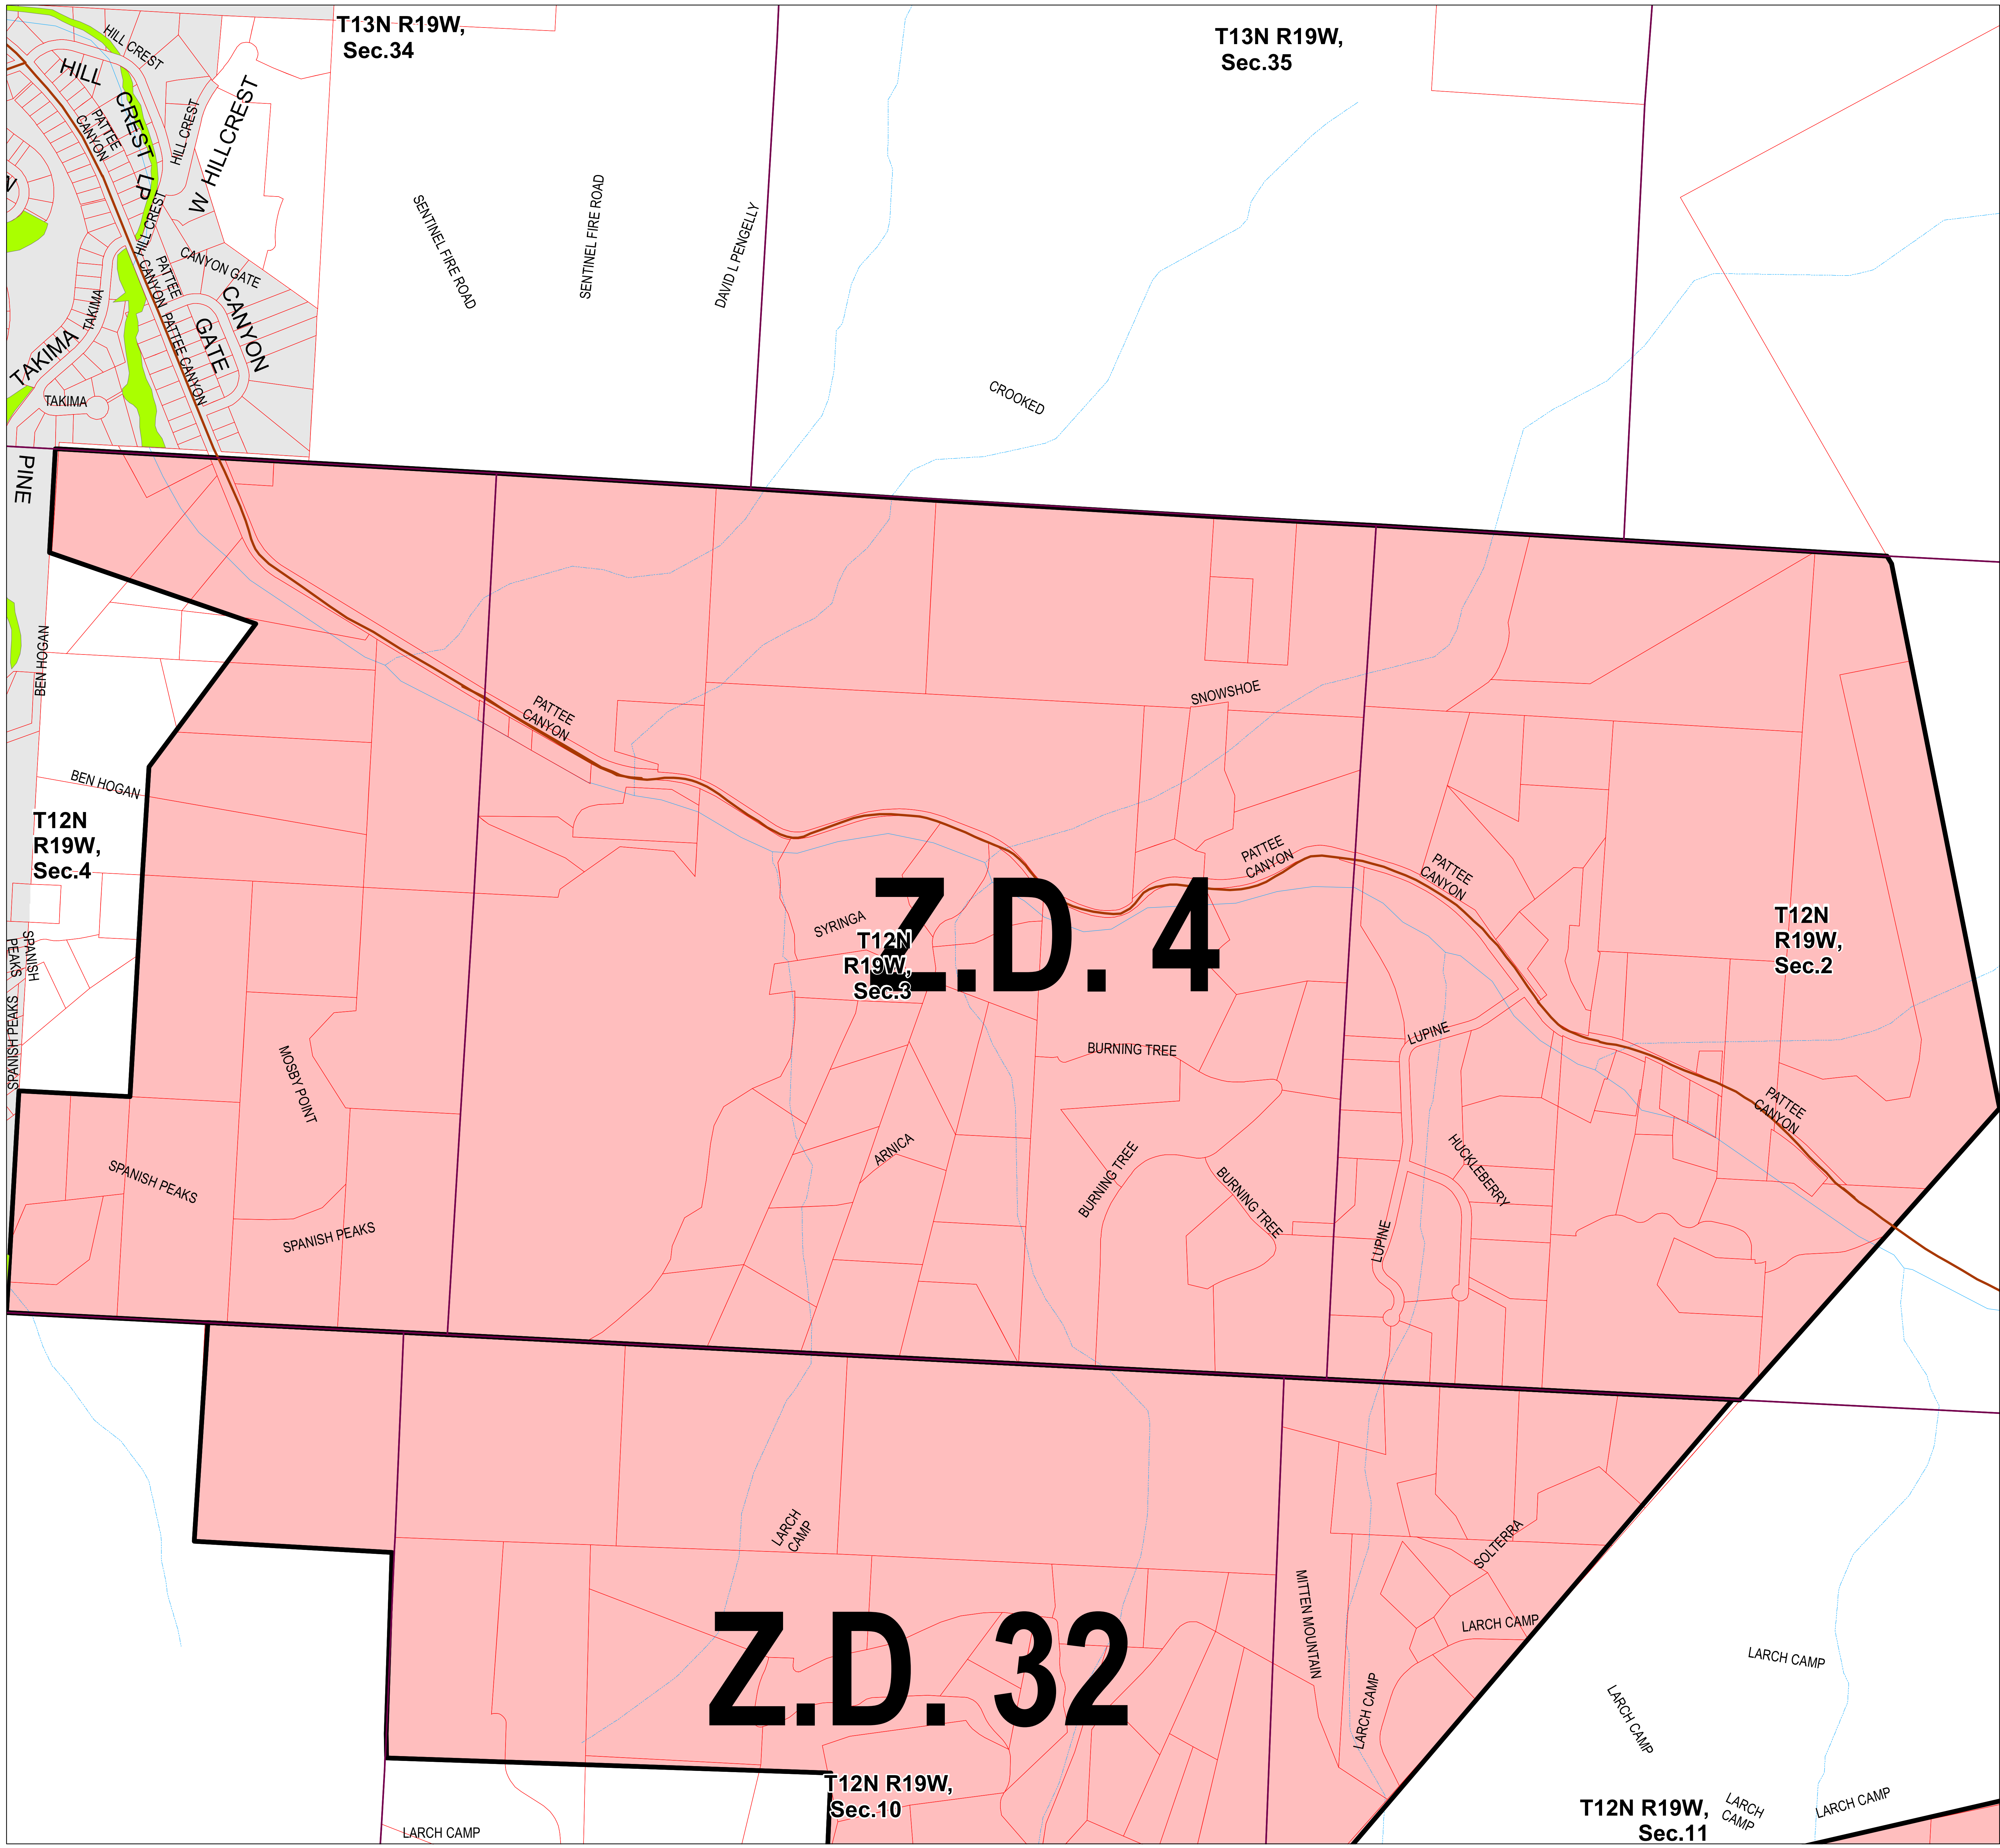 T13N R19W,
Sec.34
T13N R19W,
Sec.35
HILL CREST
HILL
CREST LP
PATTEE
CANYON
HILL CREST
W HILLCREST
HILL CREST
SENTINEL FIRE ROAD
SENTINEL FIRE ROAD
DAVID L PENGELLY
CANYON GATE
PATTEE
CANYON
CANYON
GATE
TAKIMA
TAKIMA
PATTEE CANYON
TAKIMA
CROOKED
PINE
BEN HOGAN
BEN HOGAN
PATTEE
CANYON
SNOWSHOE
T12N
R19W,
Sec.4
PATTEE
CANYON
PATTEE
CANYON
Z.D. 4
SYRINGA
T12N
R19W,
Sec.3
T12N
R19W,
Sec.2
SPANISH
PEAKS
SPANISH PEAKS
LUPINE
BURNING TREE
MOSBY POINT
PATTEE
CANYON
ARNICA
BURNING TREE
BURNING TREE
HUCKLEBERRY
SPANISH PEAKS
SPANISH PEAKS
LUPINE
LARCH
CAMP
SOLTERRA
MITTEN MOUNTAIN
LARCH CAMP
Z.D. 32
LARCH CAMP
LARCH CAMP
LARCH CAMP
T12N R19W,
Sec.10
LARCH CAMP
T12N R19W,
Sec.11
LARCH
CAMP
LARCH CAMP